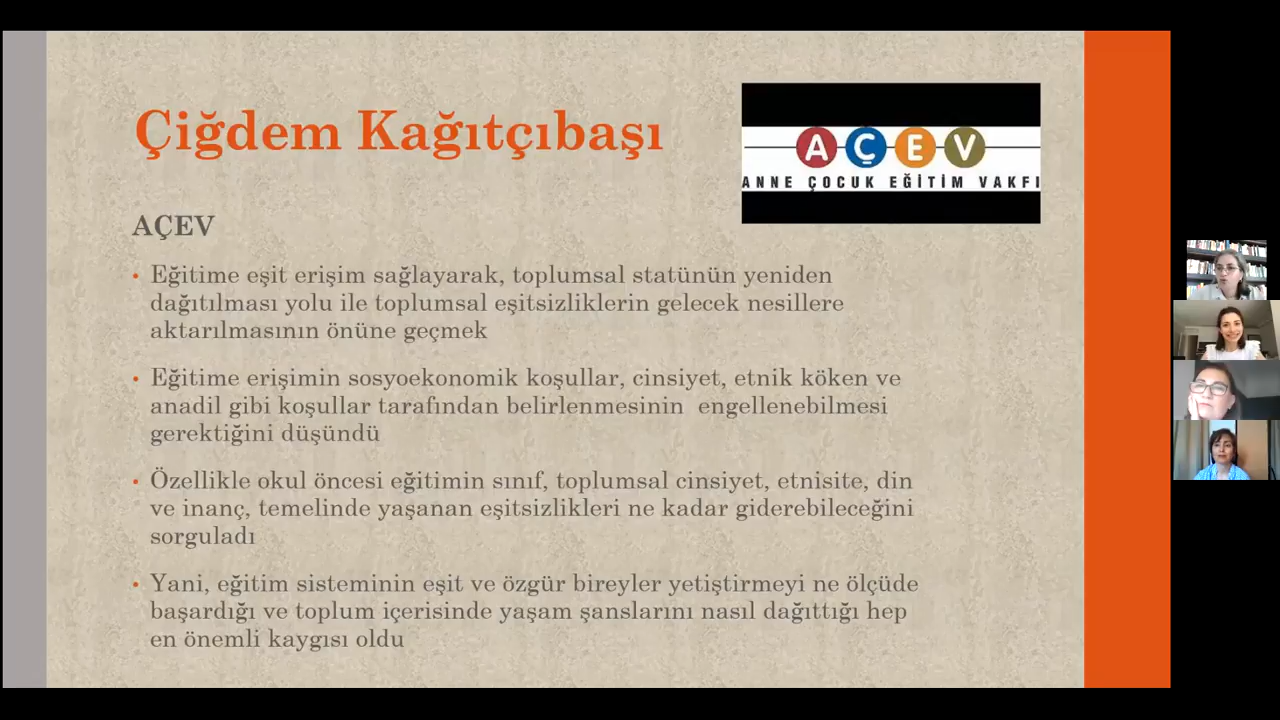 Çiğdem Kağıtçıbaşı
A Ç E V
ANNE ÇOCUK EĞİTİM VAKFI
AÇEV
• Eğitime eşit erişim sağlayarak, toplumsal statünün yeniden
dağıtılması yolu ile toplumsal eşitsizliklerin gelecek nesillere
aktarılmasının önüne geçmek
• Eğitime erişimin sosyoekonomik koşullar, cinsiyet, etnik köken ve
anadil gibi koşullar tarafından belirlenmesinin engellenebilmesi
gerektiğini düşündü
• Özellikle okul öncesi eğitimin sınıf, toplumsal cinsiyet, etnisite, din
ve inanç, temelinde yaşanan eşitsizlikleri ne kadar giderebileceğini
sorguladı
• Yani, eğitim sisteminin eşit ve özgür bireyler yetiştirmeyi ne ölçüde
başardığı ve toplum içerisinde yaşam şanslarını nasıl dağıttığı hep
en önemli kaygısı oldu